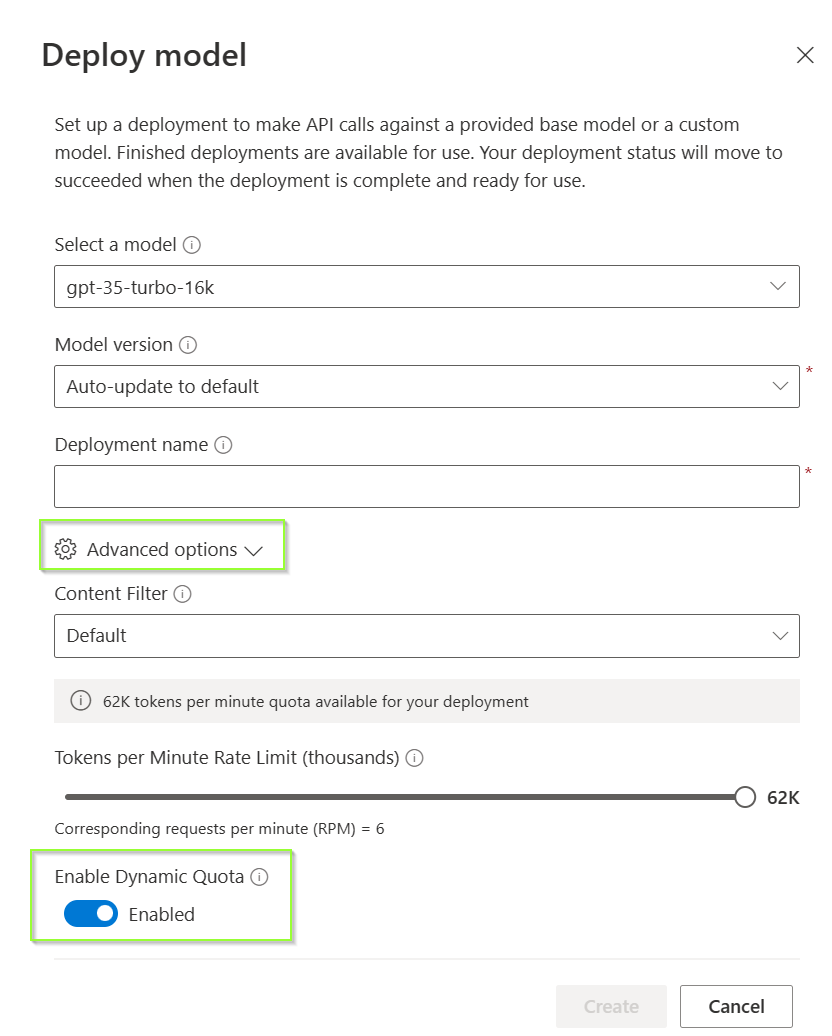 Deploy model
Set up a deployment to make API calls against a provided base model or a custom
model. Finished deployments are available for use. Your deployment status will move to
succeeded when the deployment is complete and ready for use.
Select a model
gpt-35-turbo-16k
Model version
Auto-update to default
*
Deployment name
*
Advanced options
Content Filter
Default
62K tokens per minute quota available for your deployment
Tokens per Minute Rate Limit (thousands)
62K
Corresponding requests per minute (RPM) = 6
Enable Dynamic Quota
Enabled
Create
Cancel